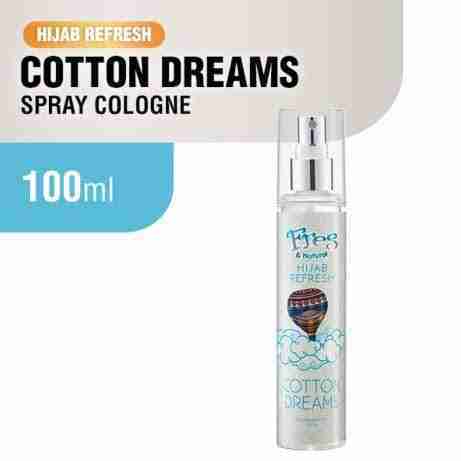 HIJAB REFRESH
COTTON DREAMS
SPRAY COLOGNE
100ml
Fres
& Natural
HIJAB
REFRESH
COTTON
DREAMS